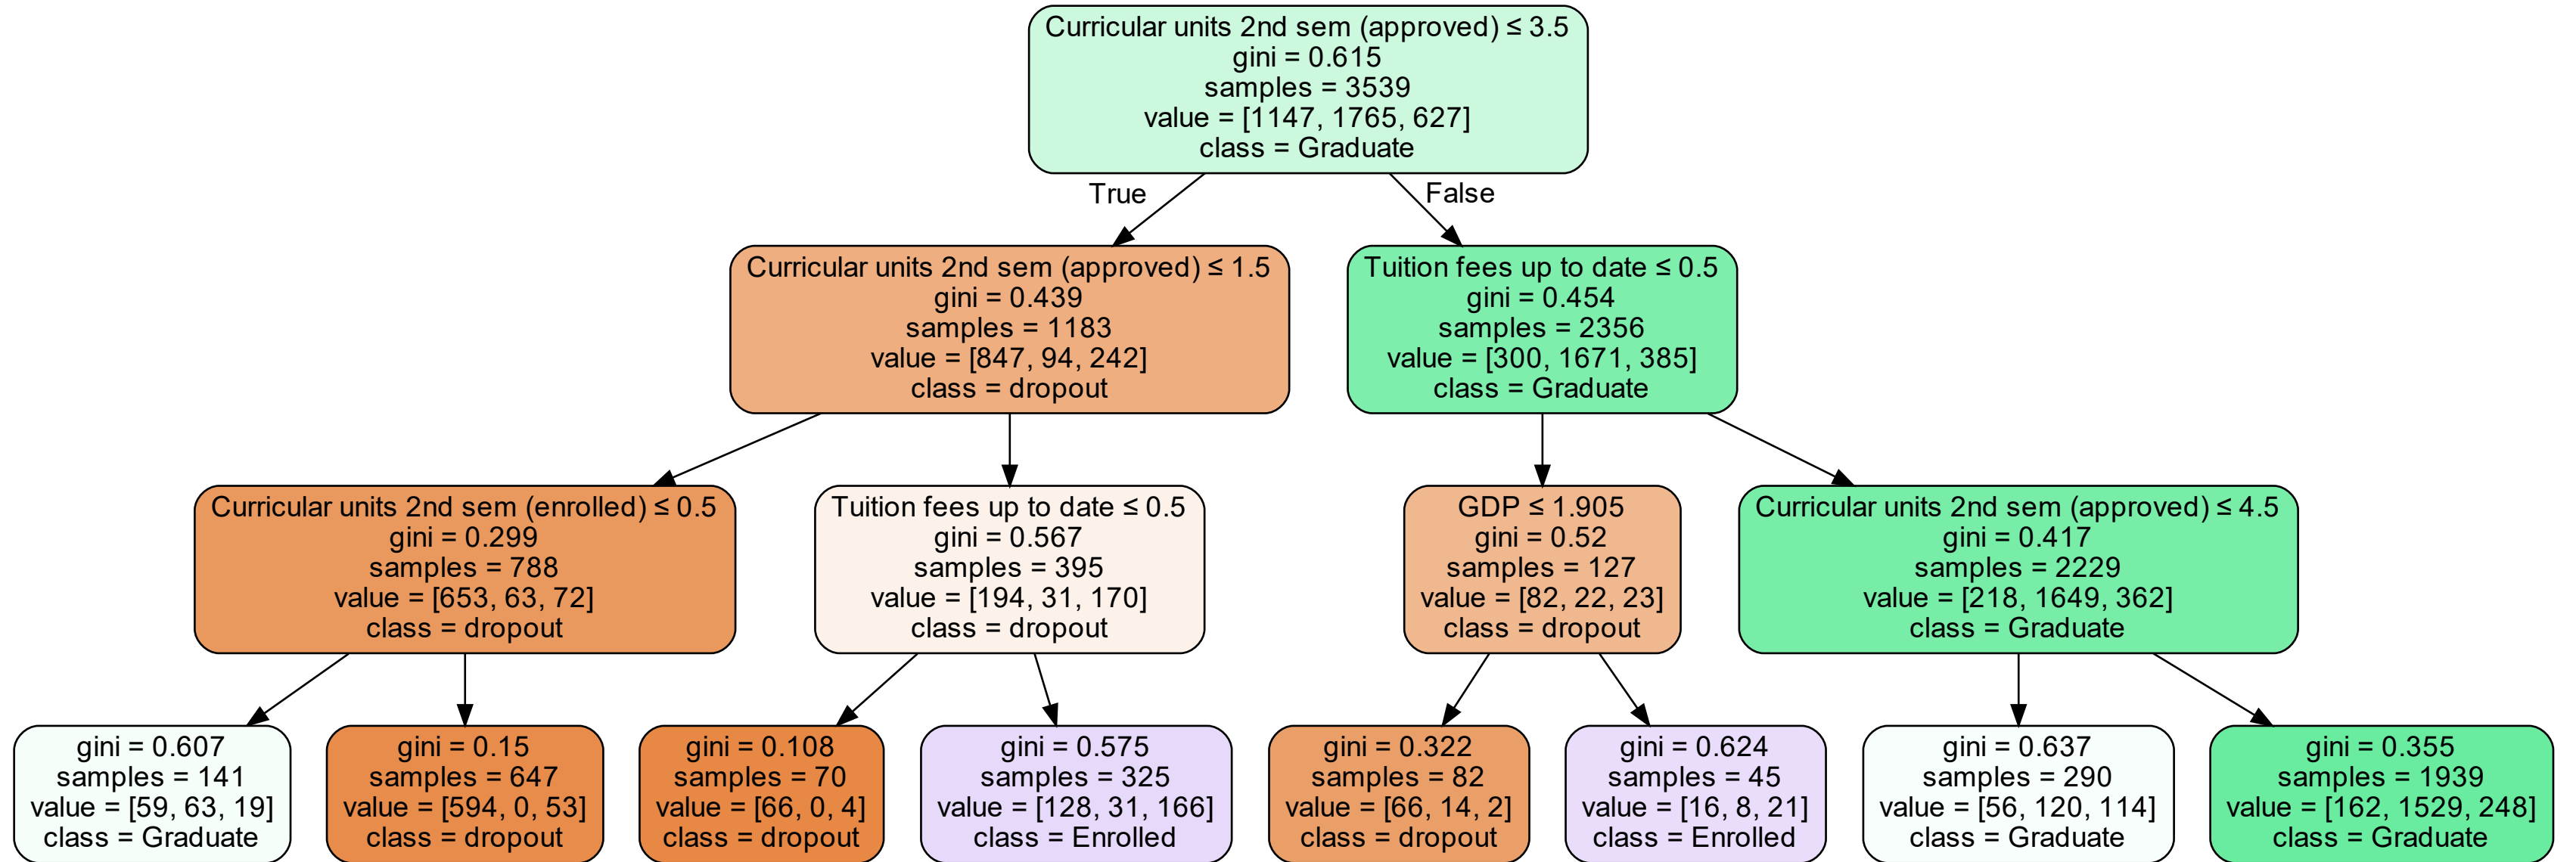 Curricular units 2nd sem (approved) ≤ 3.5
gini = 0.615
samples = 3539
value = [1147, 1765, 627]
class = Graduate
True
False
Curricular units 2nd sem (approved) ≤ 1.5
gini = 0.439
samples = 1183
value = [847, 94, 242]
class = dropout
Tuition fees up to date ≤ 0.5
gini = 0.454
samples = 2356
value = [300, 1671, 385]
class = Graduate
Curricular units 2nd sem (enrolled) ≤ 0.5
gini = 0.299
samples = 788
value = [653, 63, 72]
class = dropout
Tuition fees up to date ≤ 0.5
gini = 0.567
samples = 395
value = [194, 31, 170]
class = dropout
GDP ≤ 1.905
gini = 0.52
samples = 127
value = [82, 22, 23]
class = dropout
Curricular units 2nd sem (approved) ≤ 4.5
gini = 0.417
samples = 2229
value = [218, 1649, 362]
class = Graduate
gini = 0.607
samples = 141
value = [59, 63, 19]
class = Graduate
gini = 0.15
samples = 647
value = [594, 0, 53]
class = dropout
gini = 0.108
samples = 70
value = [66, 0, 4]
class = dropout
gini = 0.575
samples = 325
value = [128, 31, 166]
class = Enrolled
gini = 0.322
samples = 82
value = [66, 14, 2]
class = dropout
gini = 0.624
samples = 45
value = [16, 8, 21]
class = Enrolled
gini = 0.637
samples = 290
value = [56, 120, 114]
class = Graduate
gini = 0.355
samples = 1939
value = [162, 1529, 248]
class = Graduate